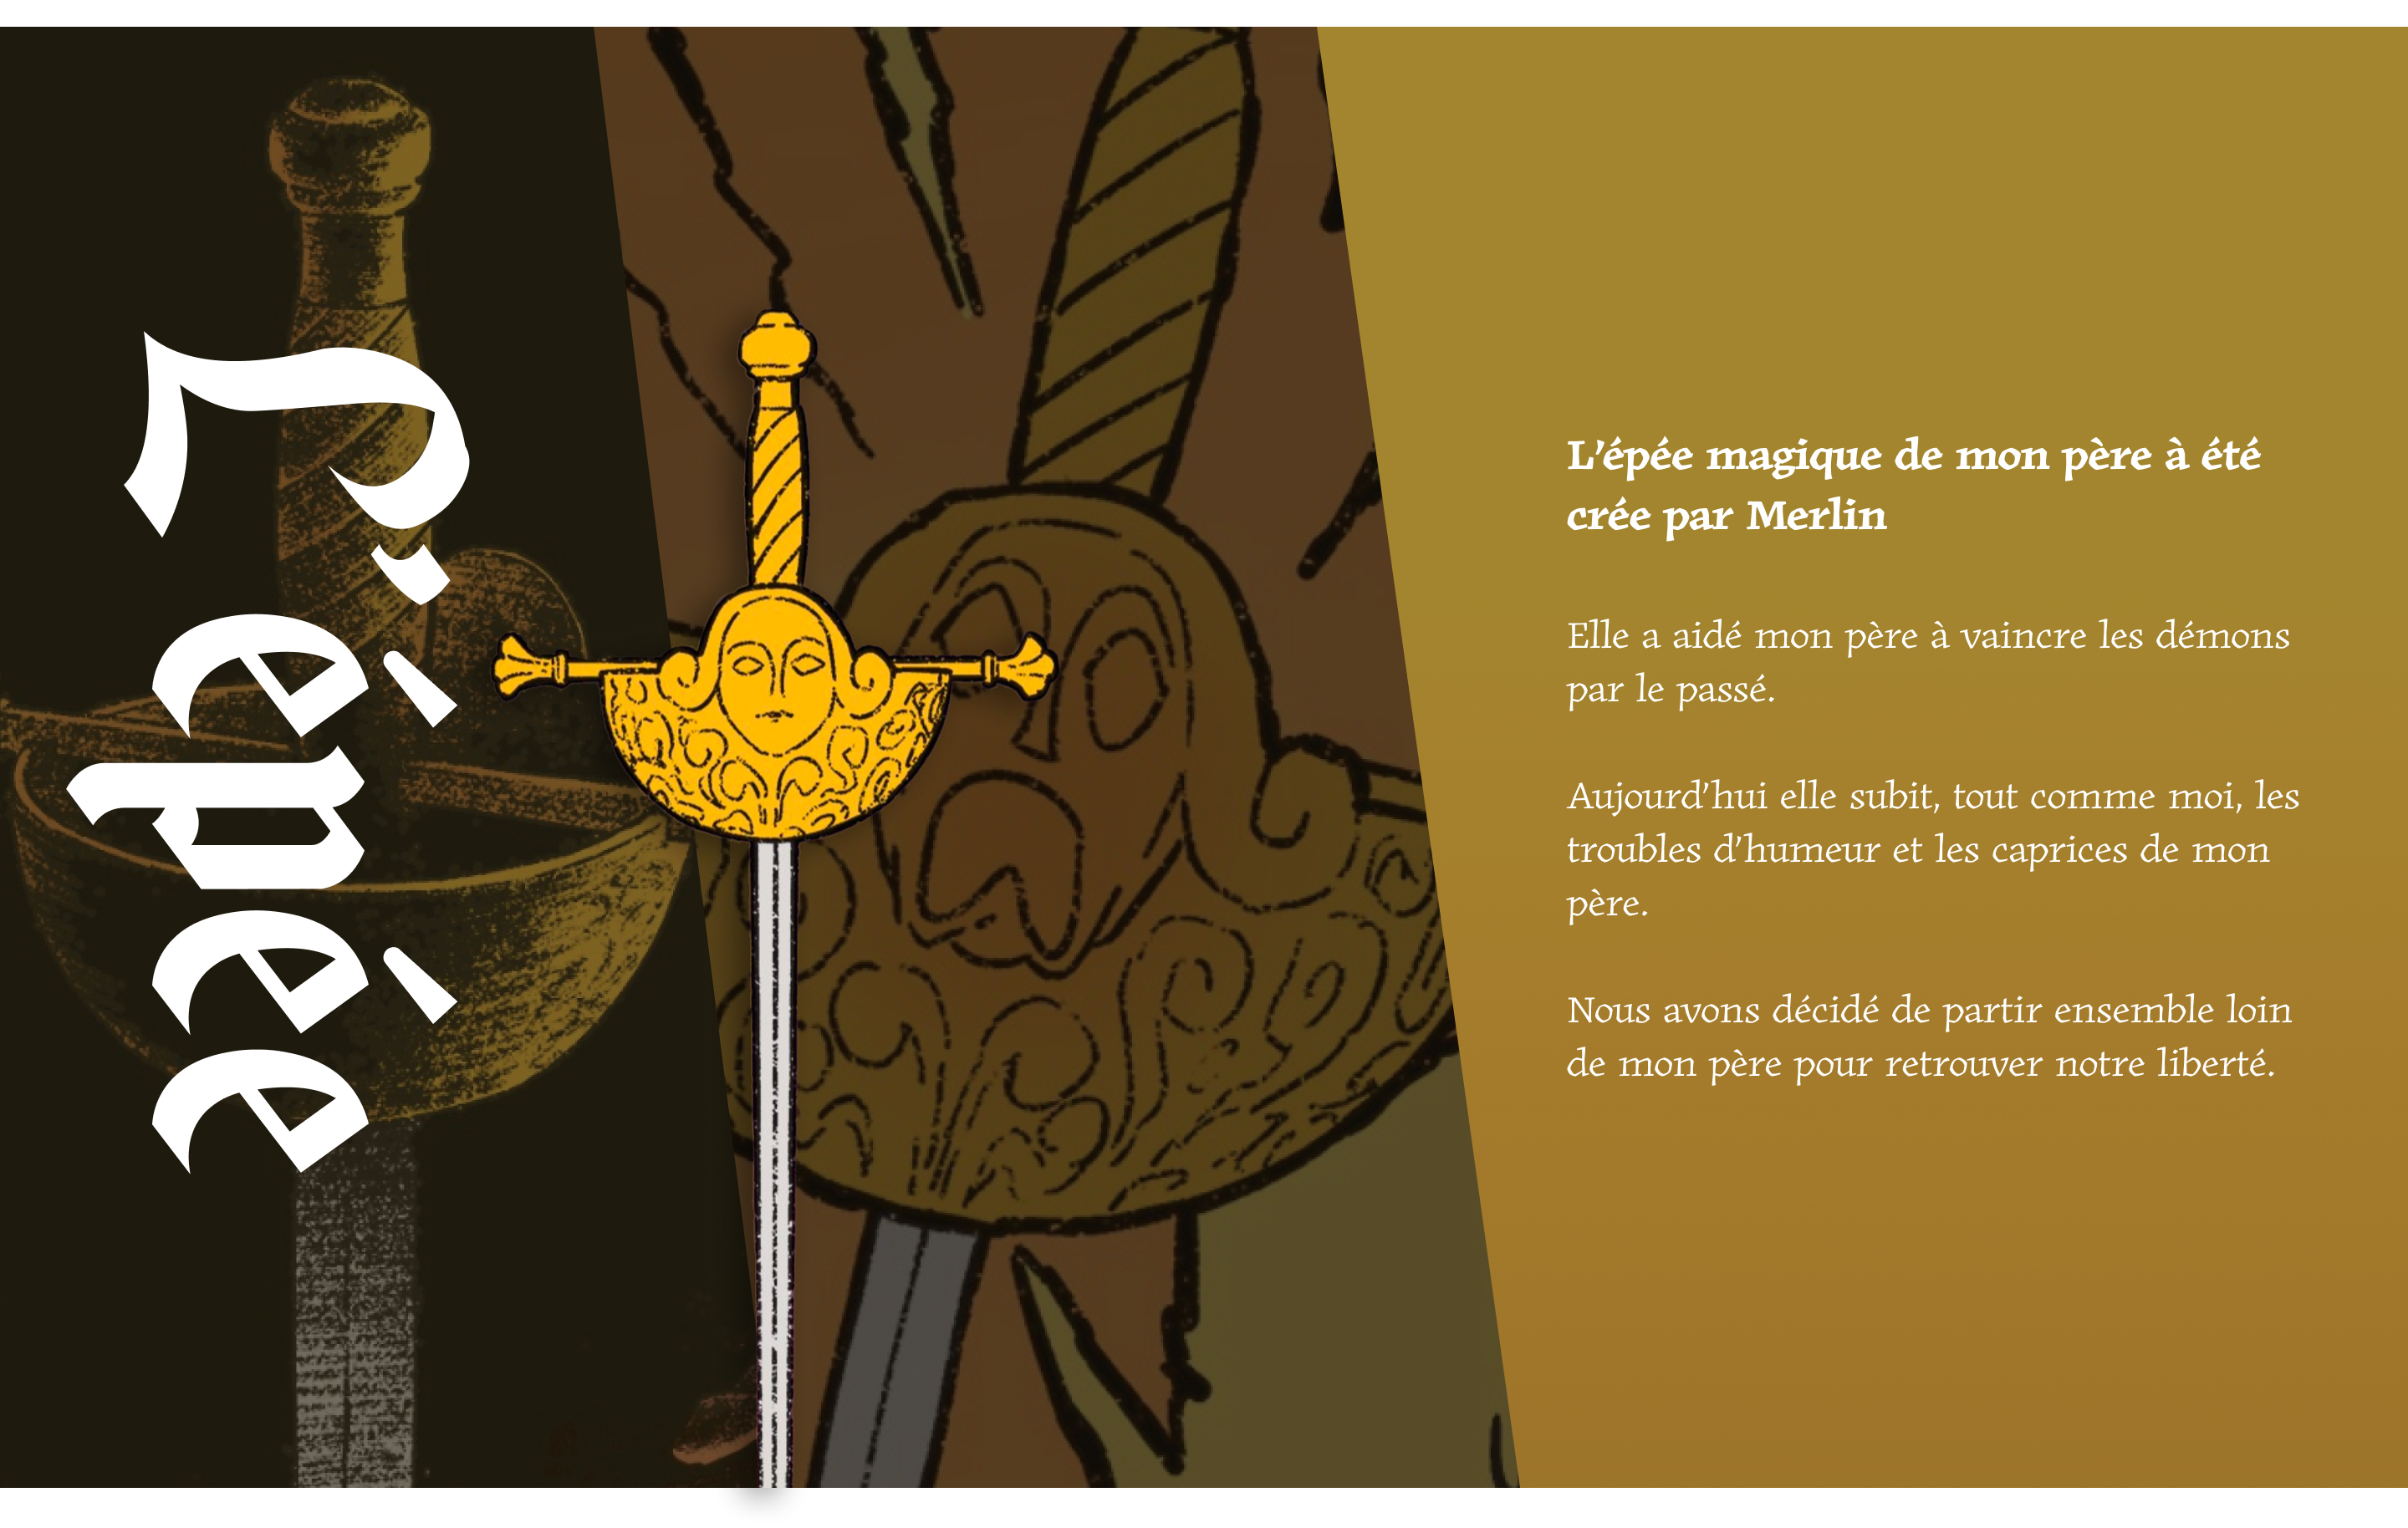 L'épée
L'épée magique de mon père à été
crée par Merlin
Elle a aidé mon père à vaincre les démons
par le passé.
Aujourd'hui elle subit, tout comme moi, les
troubles d'humeur et les caprices de mon
père.
Nous avons décidé de partir ensemble loin
de mon père pour retrouver notre liberté.